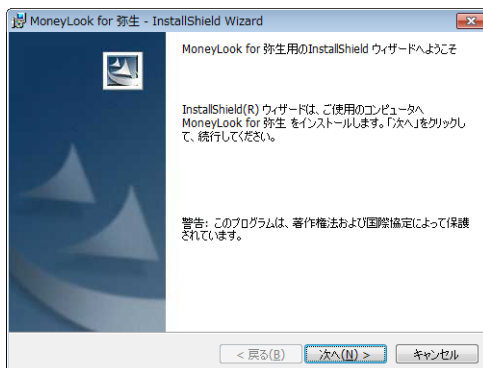 MoneyLook for 弥生 - InstallShield Wizard
MoneyLook for 弥生用のInstallShield ウィザードへようこそ
InstallShield(R) ウィザードは、ご使用のコンピュータへ
MoneyLook for 弥生 をインストールします。「次へ」をクリックし
て、続行してください。
警告: このプログラムは、著作権法および国際協定によって保護
されています。
< 戻る(B)
次へ(N) >
キャンセル